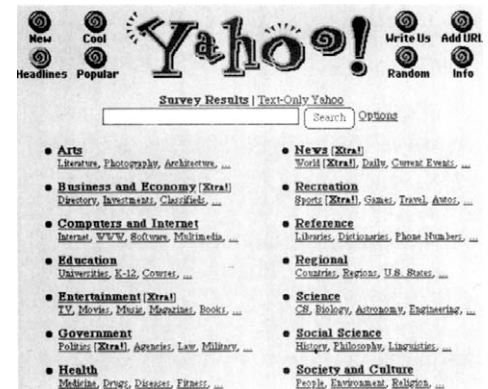 New Cool Yahoo! Write Us Add URL
Headlines Popular Random Info
Survey Results | Text-Only Yahoo
Search Options
Arts
Literature, Photography, Architecture, ...
Business and Economy [Xtra!]
Directory, Investments, Classifieds, ...
Computers and Internet
Internet, WWW, Software, Multimedia, ...
Education
Universities, K-12, Courses, ...
Entertainment [Xtra!]
TV, Movies, Music, Magazines, Books, ...
Government
Politics [Xtra!], Agencies, Law, Military, ...
Health
Medicine, Drugs, Diseases, Fitness, ...
News [Xtra!]
World [Xtra!], Daily, Current Events, ...
Recreation
Sports [Xtra!], Games, Travel, Autos, ...
Reference
Libraries, Dictionaries, Phone Numbers, ...
Regional
Countries, Regions, U.S. States, ...
Science
CS, Biology, Astronomy, Engineering, ...
Social Science
History, Philosophy, Linguistics, ...
Society and Culture
People, Environment, Religion, ...